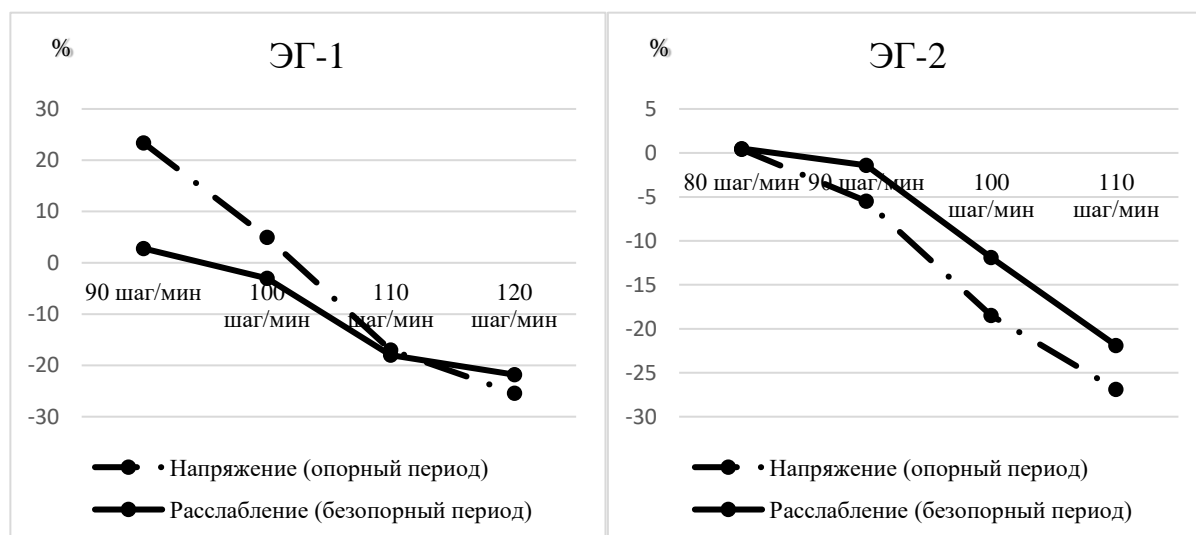 %
ЭГ-1
30
20
10
0
-10
-20
-30
90 шаг/мин
100
шаг/мин
110
шаг/мин
120
шаг/мин
Напряжение (опорный период)
Расслабление (безопорный период)
%
ЭГ-2
5
0
-5
-10
-15
-20
-25
-30
80 шаг/мин
90 шаг/мин
100
шаг/мин
110
шаг/мин
Напряжение (опорный период)
Расслабление (безопорный период)